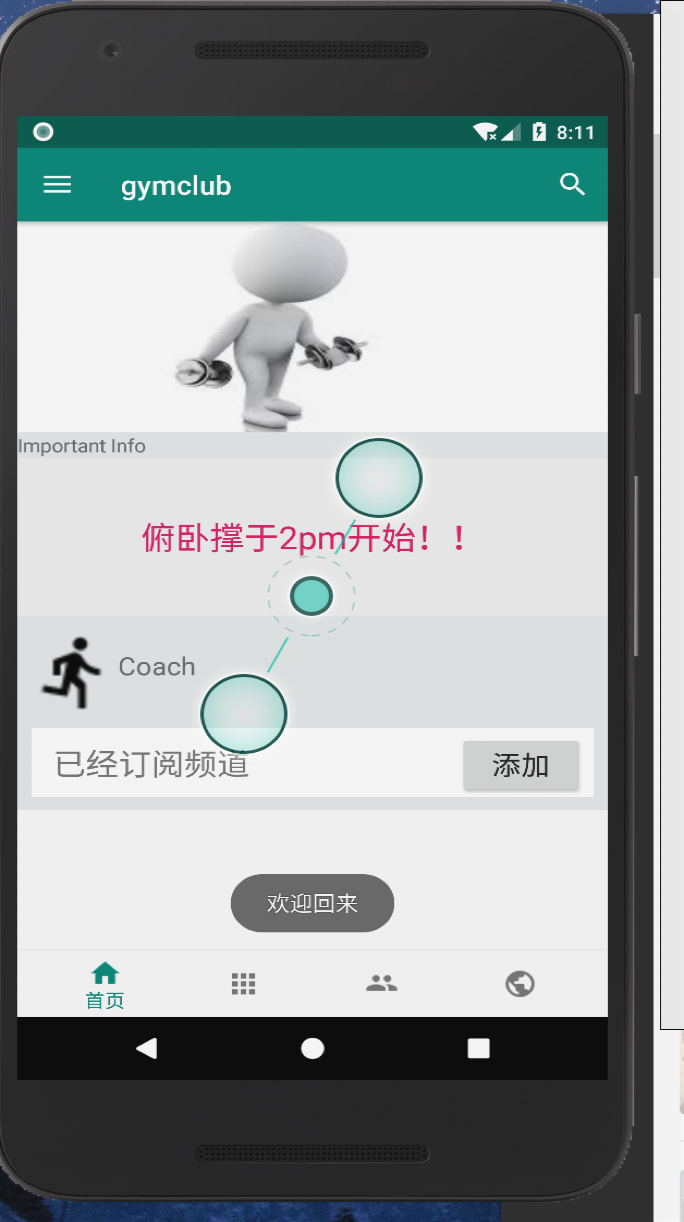 8:11
gymclub
Important Info
俯卧撑于2pm开始！！
Coach
已经订阅频道
添加
欢迎回来
首页